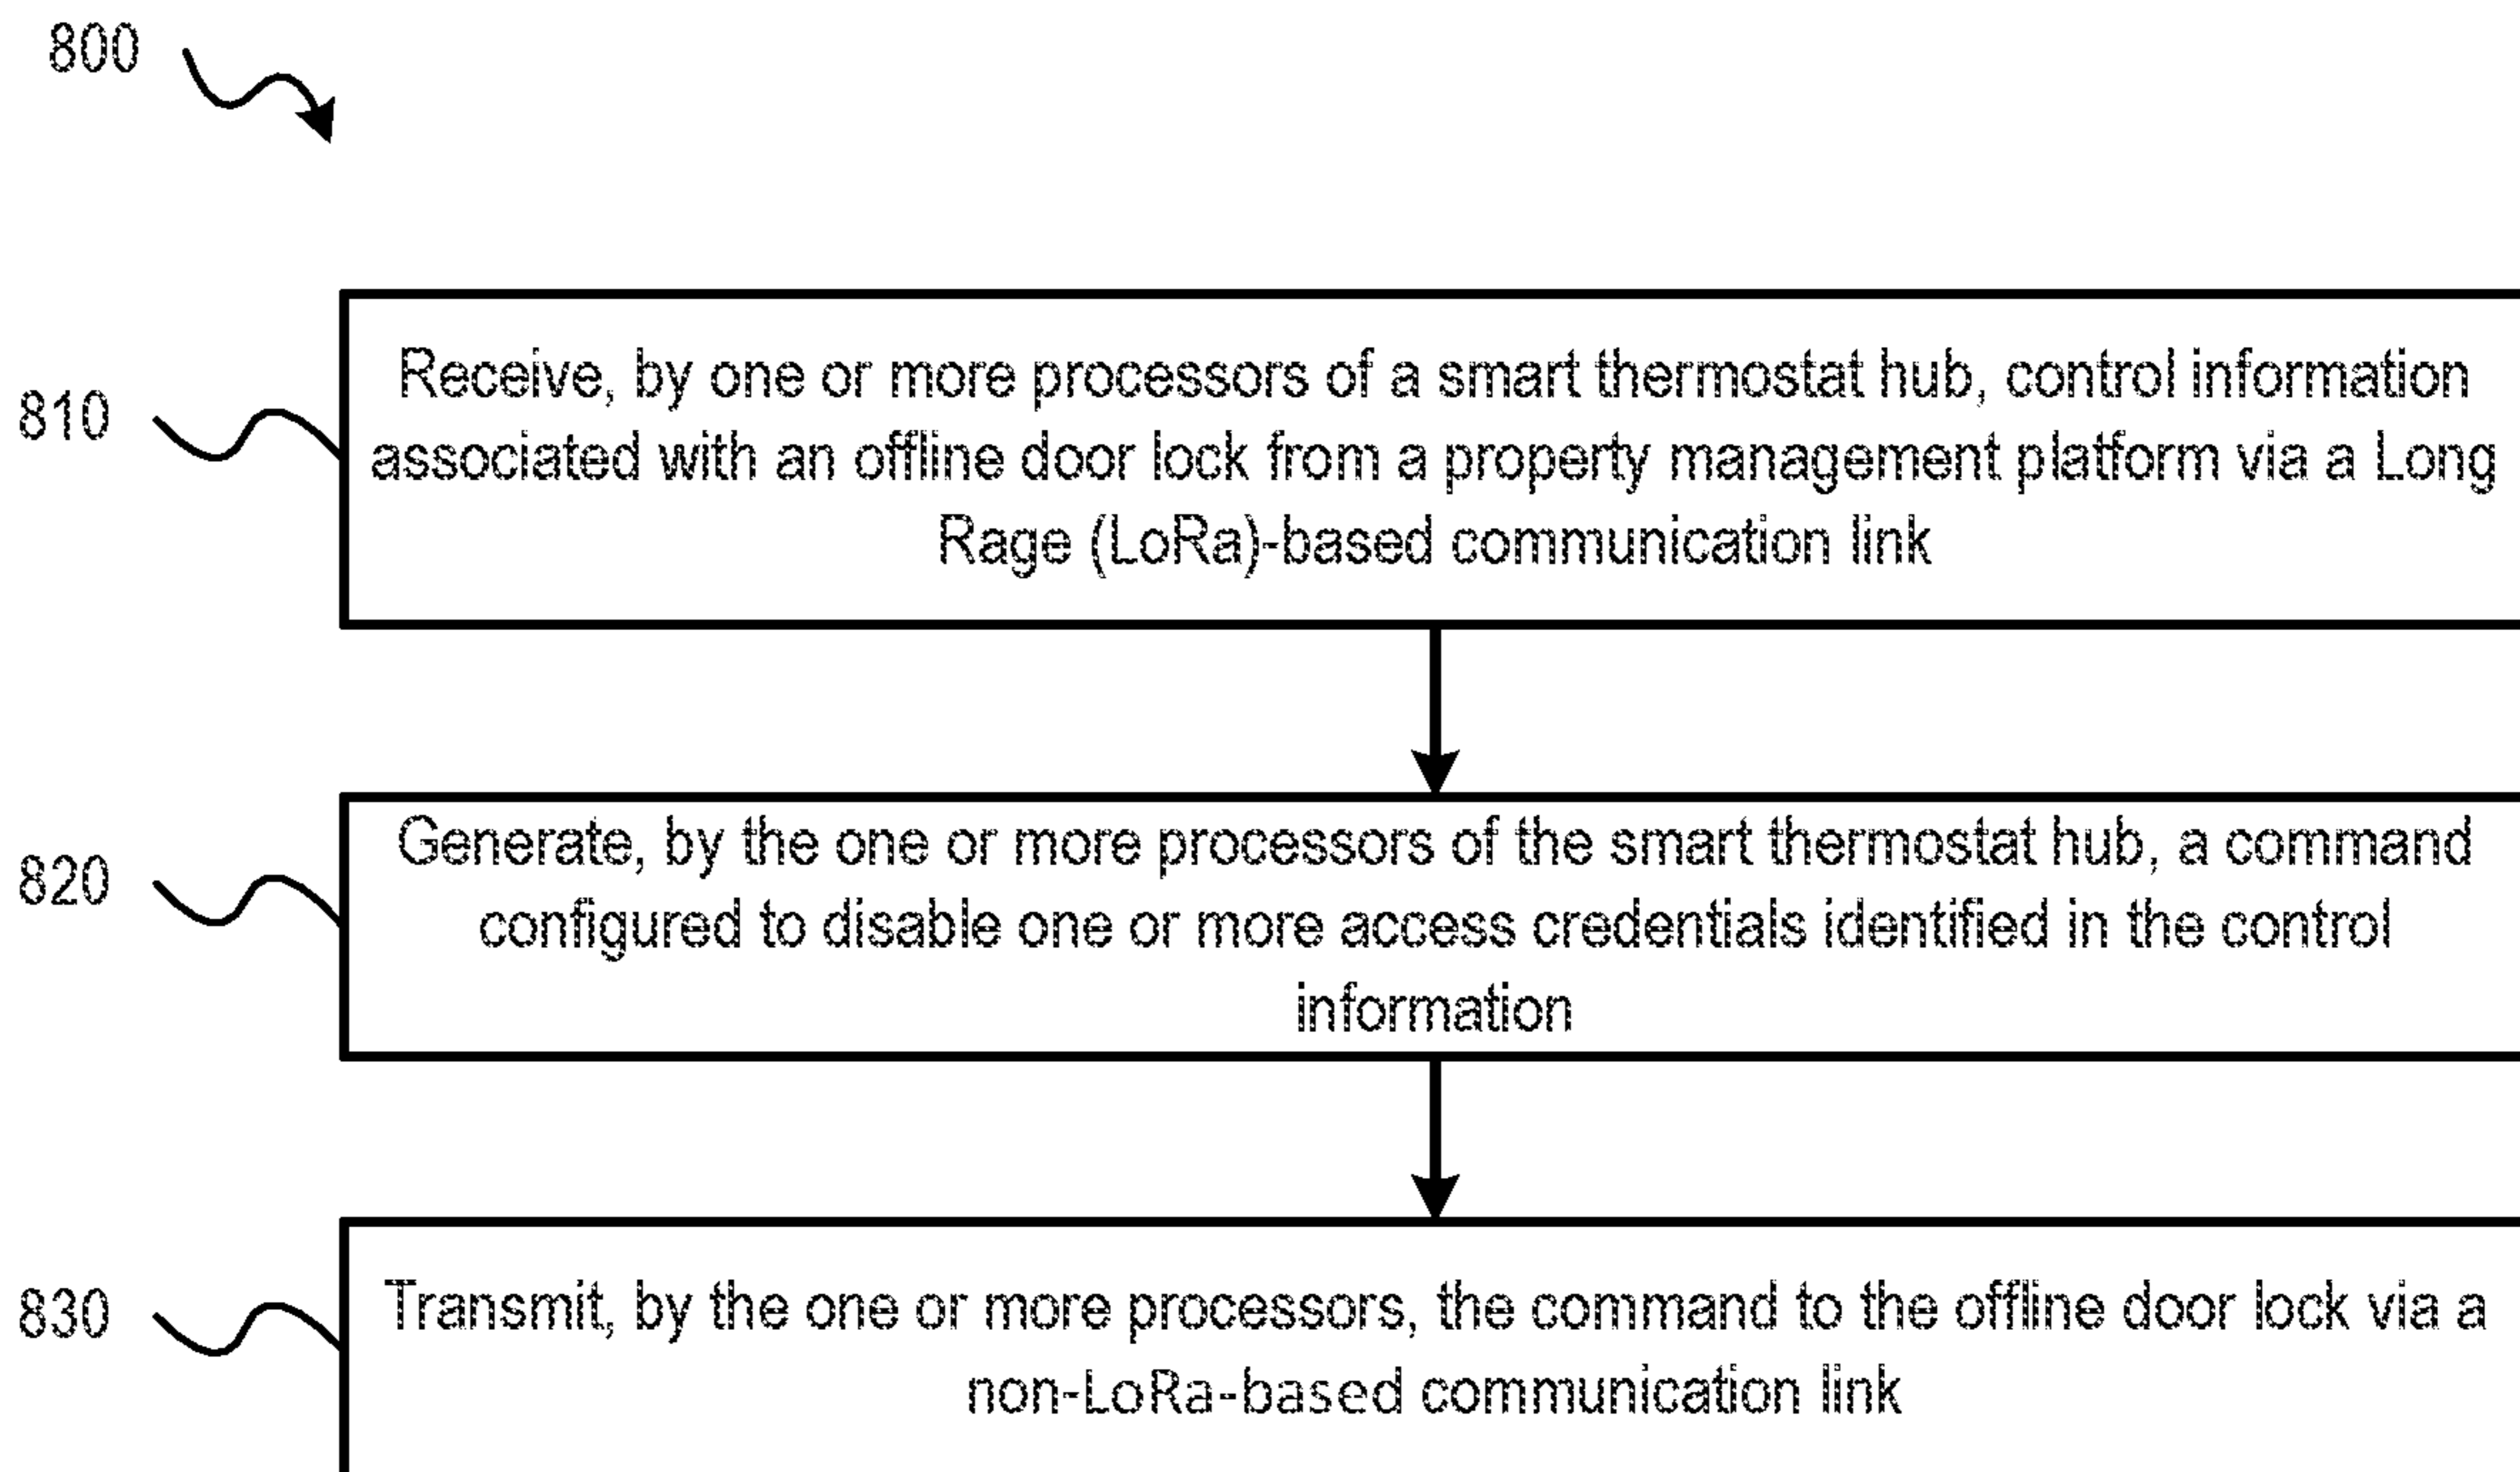 800
810
Receive, by one or more processors of a smart thermostat hub, control information
associated with an offline door lock from a property management platform via a Long
Rage (LoRa)-based communication link
820
Generate, by the one or more processors of the smart thermostat hub, a command
configured to disable one or more access credentials identified in the control
information
830
Transmit, by the one or more processors, the command to the offline door lock via a
non-LoRa-based communication link